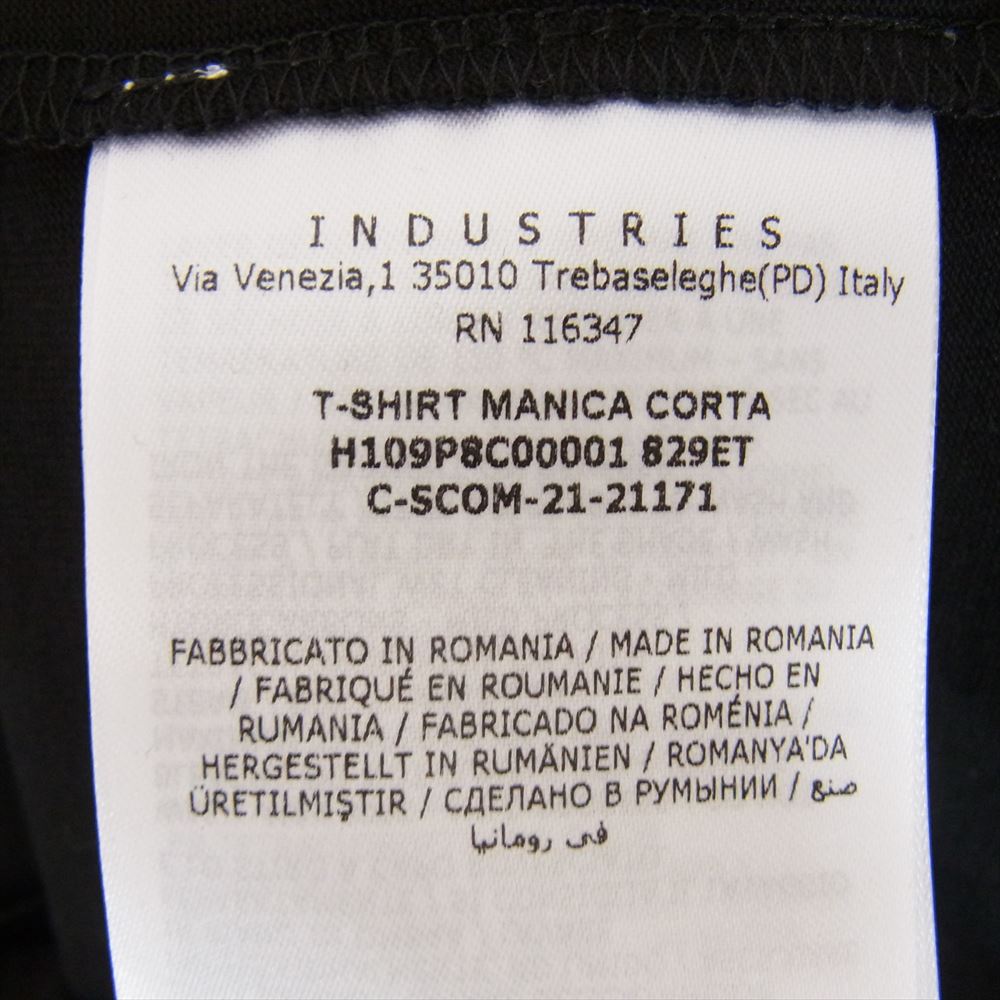 INDUSTRIES
Via Venezia,1 35010 Trebaseleghe(PD) Italy
RN 116347
T-SHIRT MANICA CORTA
H109P8C00001 829ET
C-SCOM-21-21171
FABBRICATO IN ROMANIA / MADE IN ROMANIA
/ FABRIQUÉ EN ROUMANIE / HECHO EN
RUMANIA / FABRICADO NA ROMÉNIA /
HERGESTELLT IN RUMÄNIEN / ROMANYA'DA
ÜRETILMIŞTIR / СДЕЛАНО В РУМЫНИИ / صنع
في رومانيا